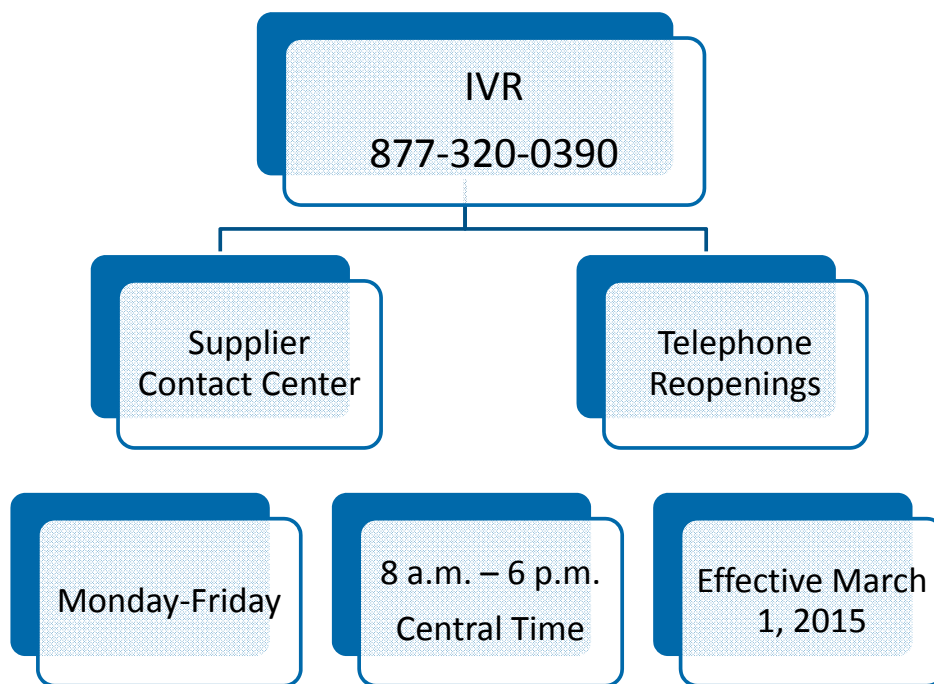 IVR
877-320-0390
Supplier
Contact Center
Telephone
Reopenings
Monday-Friday
8 a.m. – 6 p.m.
Central Time
Effective March
1, 2015